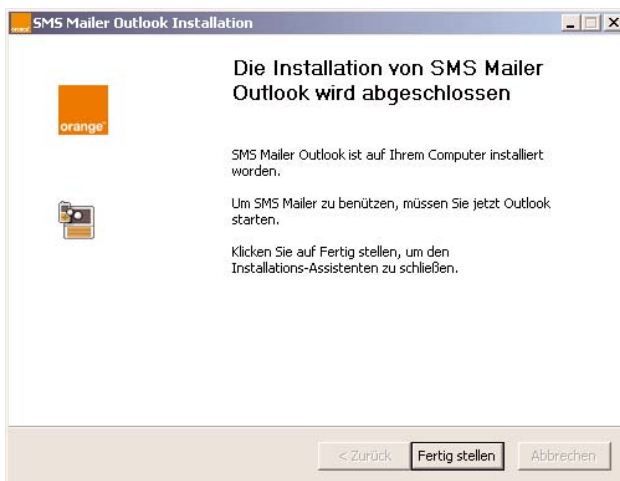 SMS Mailer Outlook Installation
Die Installation von SMS Mailer
Outlook wird abgeschlossen
orange™
SMS Mailer Outlook ist auf Ihrem Computer installiert
worden.
Um SMS Mailer zu benützen, müssen Sie jetzt Outlook
starten.
Klicken Sie auf Fertig stellen, um den
Installations-Assistenten zu schließen.
< Zurück
Fertig stellen
Abbrechen